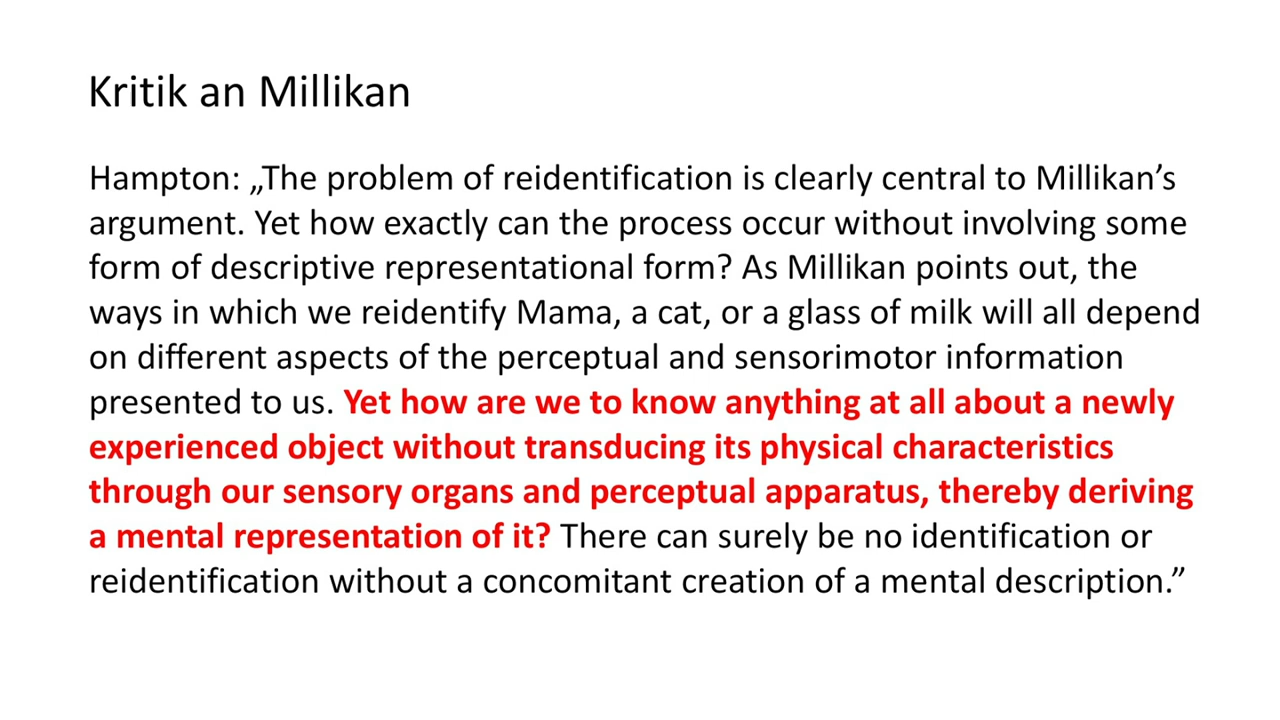 Kritik an Millikan
Hampton: „The problem of reidentification is clearly central to Millikan’s
argument. Yet how exactly can the process occur without involving some
form of descriptive representational form? As Millikan points out, the
ways in which we reidentify Mama, a cat, or a glass of milk will all depend
on different aspects of the perceptual and sensorimotor information
presented to us. Yet how are we to know anything at all about a newly
experienced object without transducing its physical characteristics
through our sensory organs and perceptual apparatus, thereby deriving
a mental representation of it? There can surely be no identification or
reidentification without a concomitant creation of a mental description.”